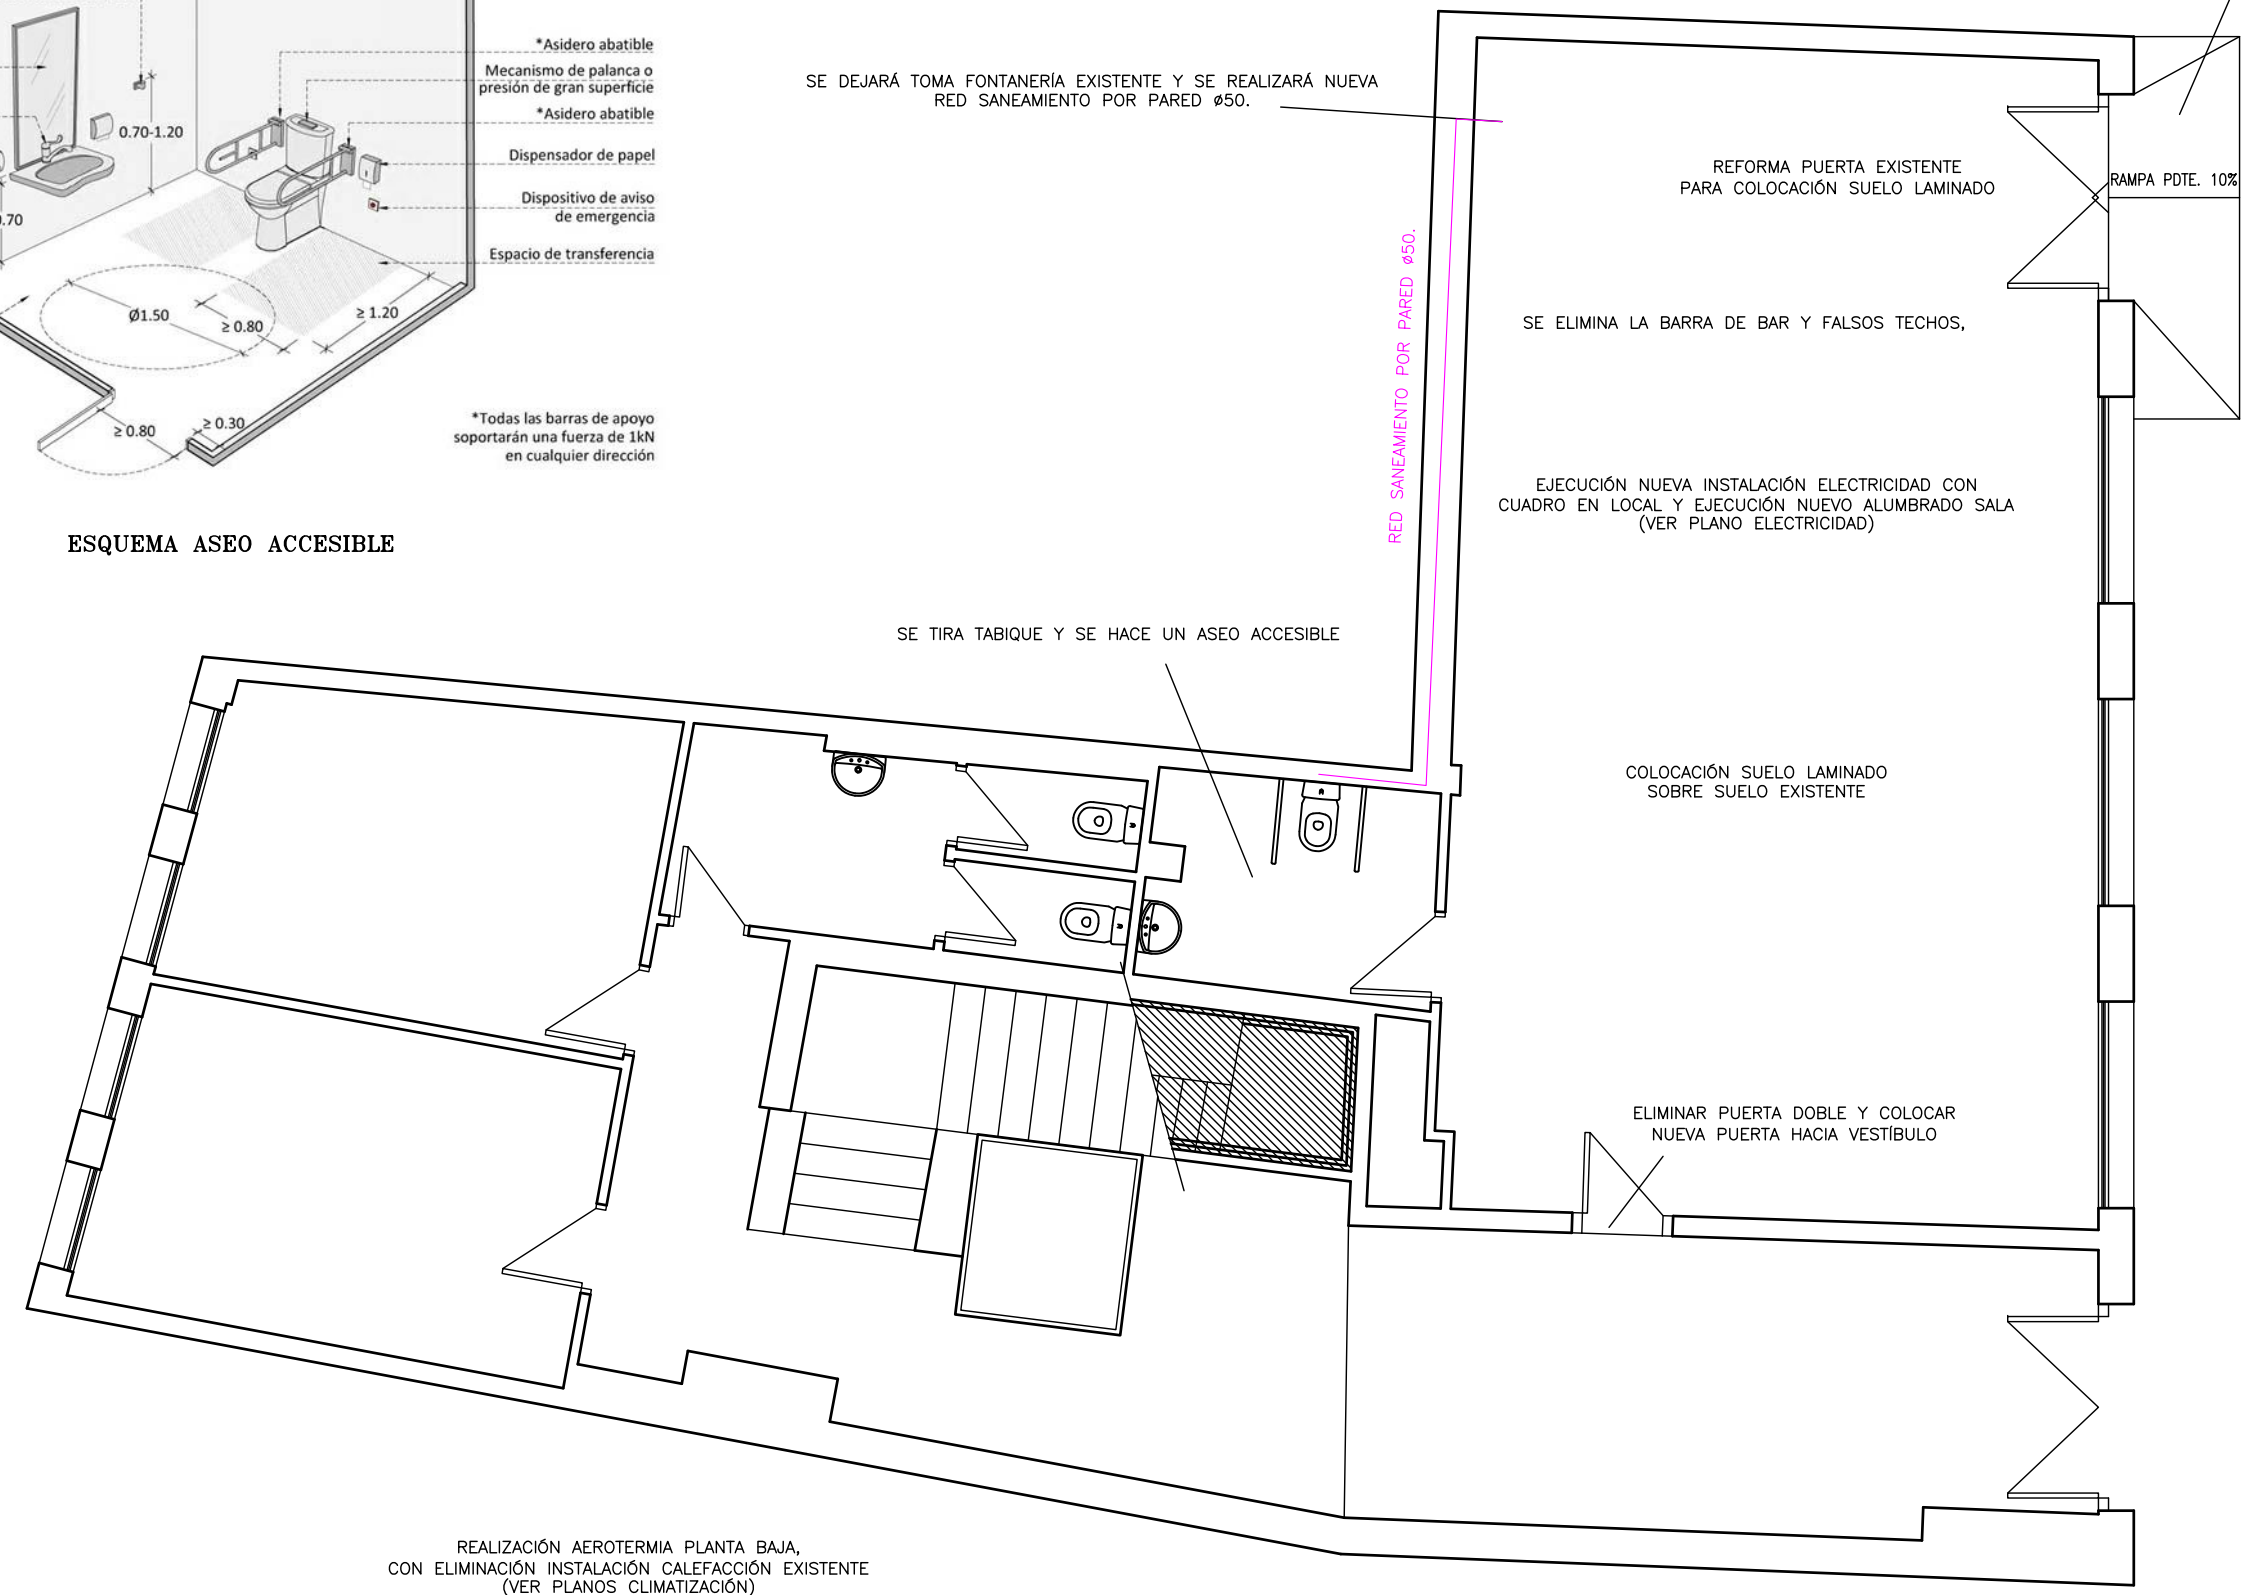 *Asidero abatible
Mecanismo de palanca o
presión de gran superficie
*Asidero abatible
Dispensador de papel
Dispositivo de aviso
de emergencia
Espacio de transferencia
0.70-1.20
Ø1.50
≥ 0.80
≥ 1.20
≥ 0.80
≥ 0.30
*Todas las barras de apoyo
soportarán una fuerza de 1kN
en cualquier dirección
ESQUEMA ASEO ACCESIBLE
SE DEJARÁ TOMA FONTANERÍA EXISTENTE Y SE REALIZARÁ NUEVA
RED SANEAMIENTO POR PARED ø50.
RED SANEAMIENTO POR PARED ø50.
REFORMA PUERTA EXISTENTE
PARA COLOCACIÓN SUELO LAMINADO
RAMPA PDTE. 10%
SE ELIMINA LA BARRA DE BAR Y FALSOS TECHOS,
EJECUCIÓN NUEVA INSTALACIÓN ELECTRICIDAD CON
CUADRO EN LOCAL Y EJECUCIÓN NUEVO ALUMBRADO SALA
(VER PLANO ELECTRICIDAD)
SE TIRA TABIQUE Y SE HACE UN ASEO ACCESIBLE
COLOCACIÓN SUELO LAMINADO
SOBRE SUELO EXISTENTE
ELIMINAR PUERTA DOBLE Y COLOCAR
NUEVA PUERTA HACIA VESTÍBULO
REALIZACIÓN AEROTERMIA PLANTA BAJA,
CON ELIMINACIÓN INSTALACIÓN CALEFACCIÓN EXISTENTE
(VER PLANOS CLIMATIZACIÓN)